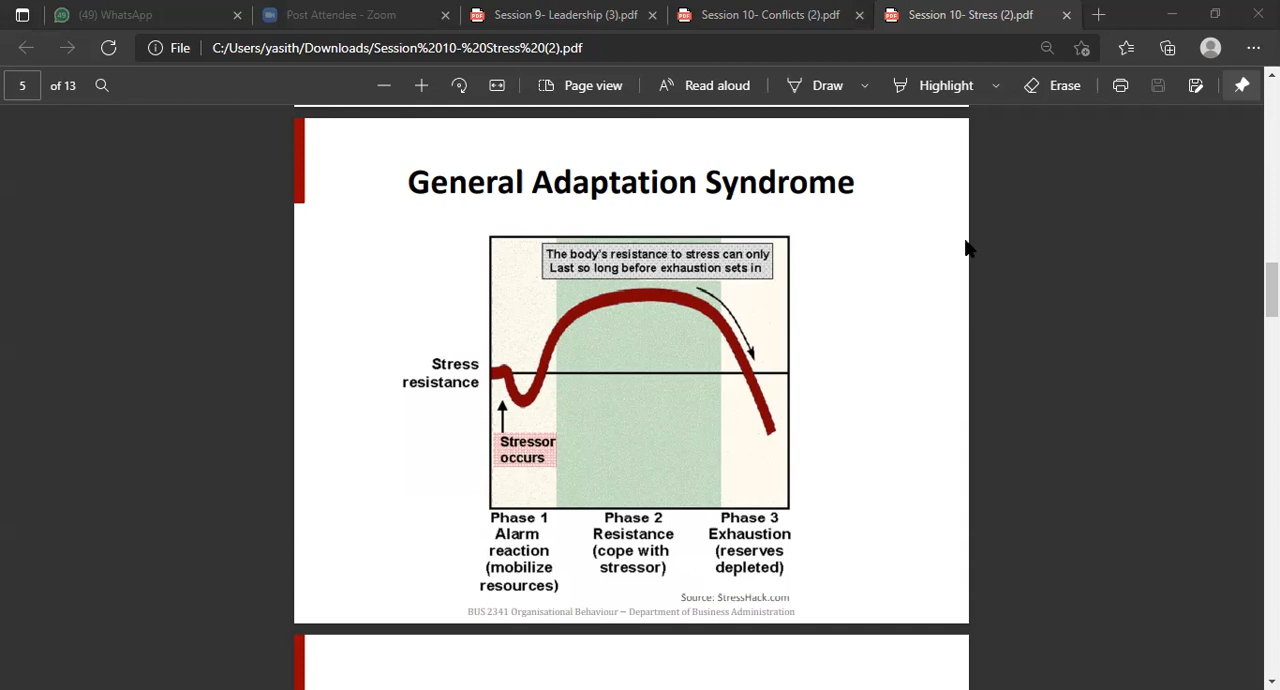 (49) WhatsApp
Post Attendee - Zoom
Session 9- Leadership (3).pdf
Session 10- Conflicts (2).pdf
Session 10- Stress (2).pdf
File
C:/Users/yasith/Downloads/Session%2010-%20Stress%20(2).pdf
5 of 13
Page view
Read aloud
Draw
Highlight
Erase
General Adaptation Syndrome
The body's resistance to stress can only
Last so long before exhaustion sets in
Stress
resistance
Stressor
occurs
Phase 1
Alarm
reaction
(mobilize
resources)
Phase 2
Resistance
(cope with
stressor)
Phase 3
Exhaustion
(reserves
depleted)
Source: StressHack.com
BUS 2341 Organisational Behaviour – Department of Business Administration